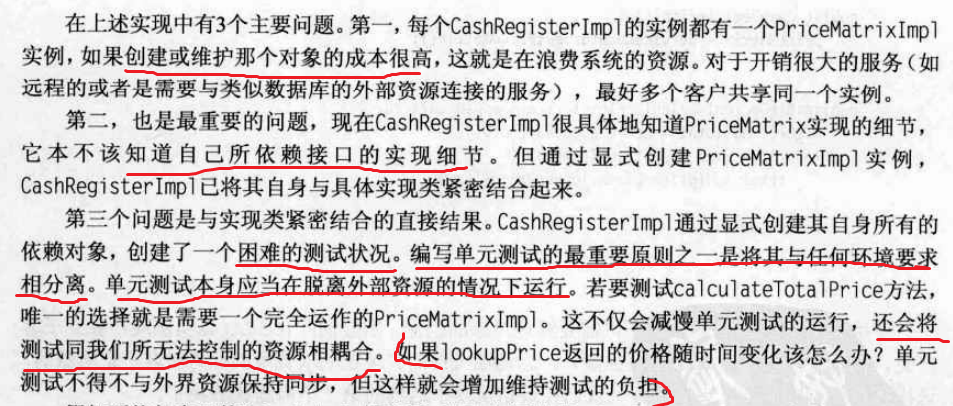 在上述实现中有3个主要问题。第一，每个CashRegisterImpl的实例都有一个PriceMatrixImpl
实例，如果创建或维护那个对象的成本很高，这就是在浪费系统的资源。对于开销很大的服务（如
远程的或者是需要与类似数据库的外部资源连接的服务），最好多个客户共享同一个实例。
第二，也是最重要的问题，现在CashRegisterImpl很具体地知道PriceMatrix实现的细节，
它本不该知道自己所依赖接口的实现细节。但通过显式创建PriceMatrixImpl实例，
CashRegisterImpl已将其自身与具体实现类紧密结合起来。
第三个问题是与实现类紧密结合的直接结果。CashRegisterImpl通过显式创建其自身所有的
依赖对象，创建了一个困难的测试状况。编写单元测试的最重要原则之一是将其与任何环境要求
相分离。单元测试本身应当在脱离外部资源的情况下运行。若要测试calculateTotalPrice方法，
唯一的选择就是需要一个完全运作的PriceMatrixImpl。这不仅会减慢单元测试的运行，还会将
测试同我们所无法控制的资源相耦合。如果lookupPrice返回的价格随时间变化该怎么办？单元
测试不得不与外界资源保持同步，但这样就会增加维持测试的负担。